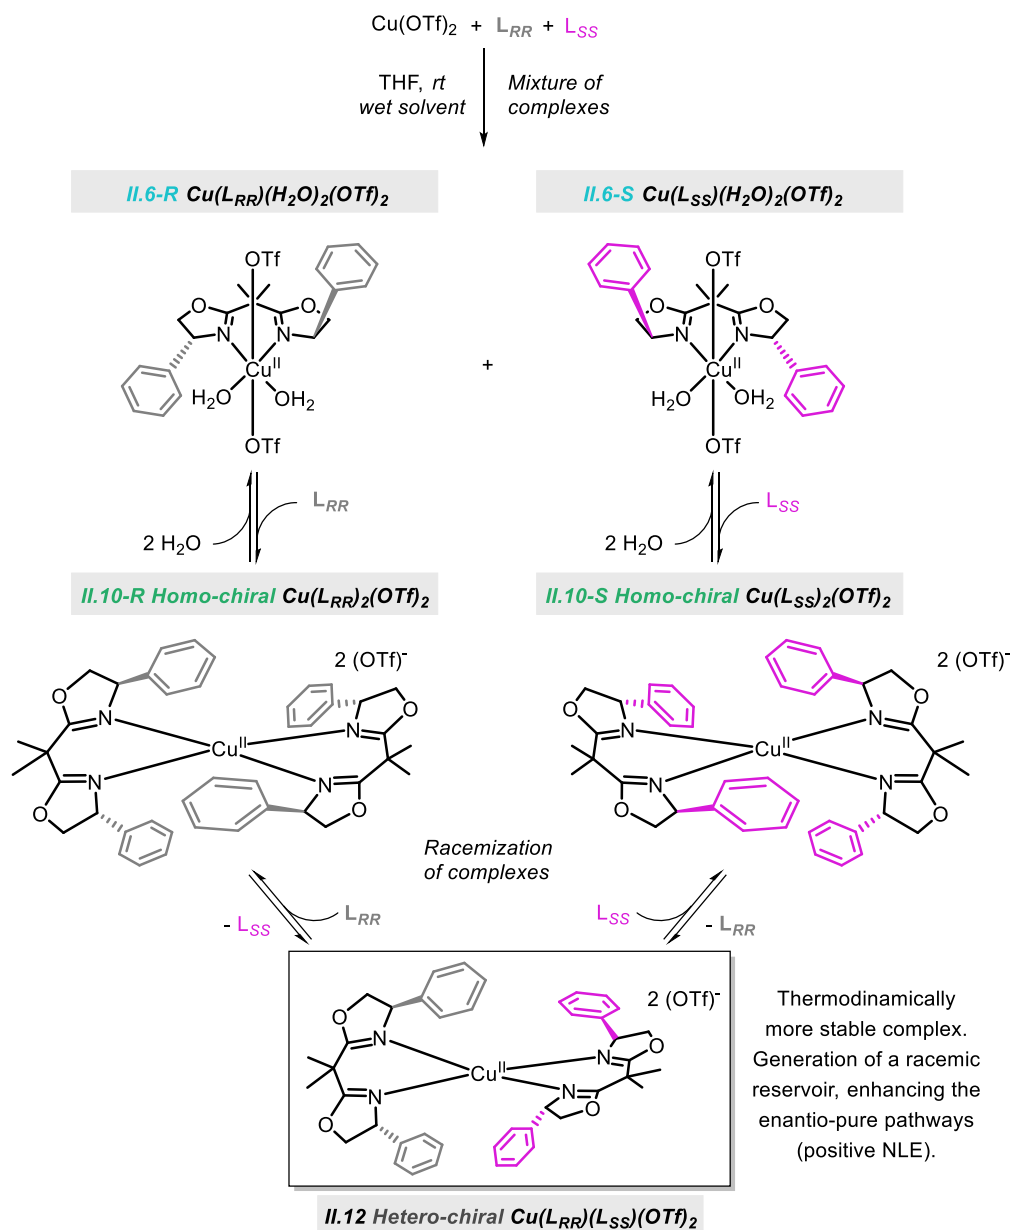 Cu(OTf)2 + LRR + LSS
THF, rt
wet solvent
Mixture of
complexes
II.6-R Cu(LRR)(H2O)2(OTf)2
II.6-S Cu(LSS)(H2O)2(OTf)2
OTf
O
O
N
N
CuII
H2O
OH2
OTf
+
OTf
O
O
N
N
CuII
H2O
OH2
OTf
LRR
2 H2O
LSS
2 H2O
II.10-R Homo-chiral Cu(LRR)2(OTf)2
II.10-S Homo-chiral Cu(LSS)2(OTf)2
2 (OTf)-
O
N
N
O
CuII
N
O
N
O
2 (OTf)-
O
N
N
O
CuII
N
O
N
O
Racemization
of complexes
- LSS
LRR
LSS
- LRR
2 (OTf)-
O
N
N
O
CuII
N
O
N
O
Thermodinamically
more stable complex.
Generation of a racemic
reservoir, enhancing the
enantio-pure pathways
(positive NLE).
II.12 Hetero-chiral Cu(LRR)(LSS)(OTf)2